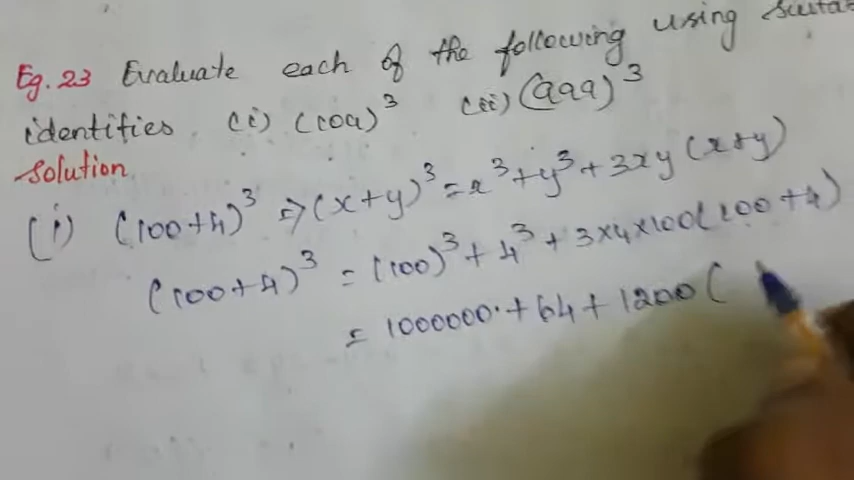 Eg. 23 Evaluate each of the following using
identities. (i) (104)³ (ii) (999)³
Solution
(i) (100+4)³ ⇒ (x+y)³ = x³+y³+3xy(x+y)
(100+4)³ = (100)³ + 4³ + 3×4×100(100+4)
= 1000000·+64+1200(